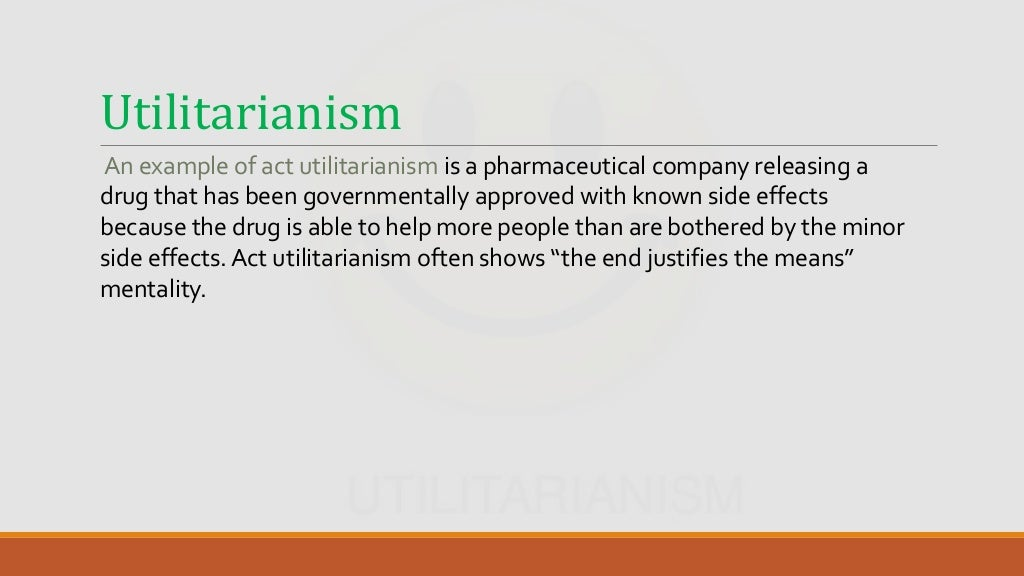 Utilitarianism
An example of act utilitarianism is a pharmaceutical company releasing a
drug that has been governmentally approved with known side effects
because the drug is able to help more people than are bothered by the minor
side effects. Act utilitarianism often shows “the end justifies the means”
mentality.
UTILITARIANISM